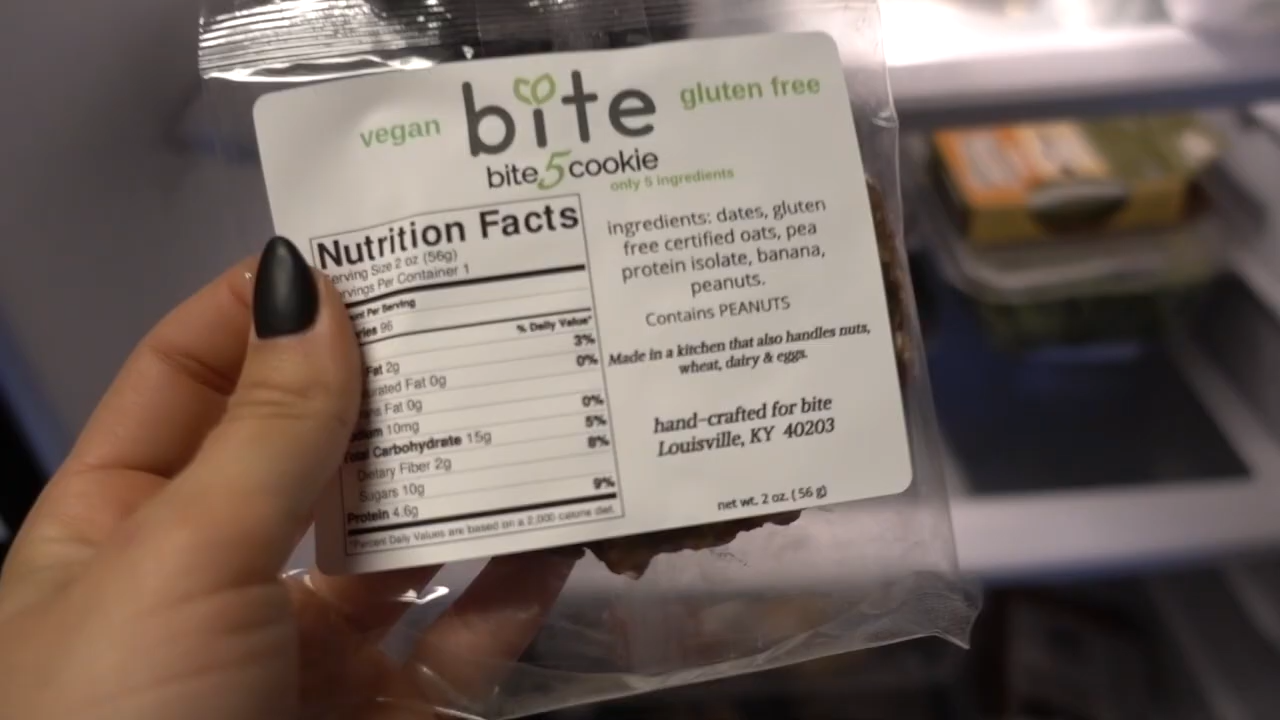 vegan
bite
gluten free
bite5cookie
only 5 ingredients
Nutrition Facts
Serving Size 2 oz (56g)
Servings Per Container 1
Per Serving
96
% Daily Value*
Fat 2g 3%
Fat 0g 0%
Fat 0g
10mg 0%
Total Carbohydrate 15g 5%
Dietary Fiber 2g 8%
Sugars 10g
Protein 4.6g 9%
*Percent Daily Values are based on a 2,000 calorie diet.
ingredients: dates, gluten
free certified oats, pea
protein isolate, banana,
peanuts.
Contains PEANUTS
Made in a kitchen that also handles nuts,
wheat, dairy & eggs.
hand-crafted for bite
Louisville, KY 40203
net wt. 2 oz. ( 56 g)